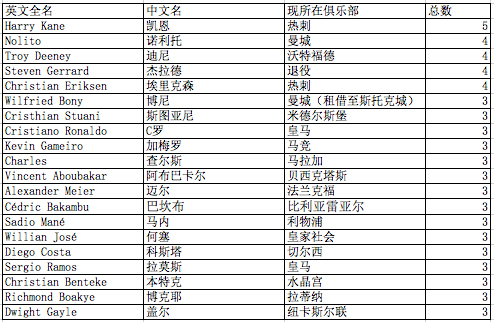 英文全名 中文名 现所在俱乐部 总数
Harry Kane 凯恩 热刺 5
Nolito 诺利托 曼城 4
Troy Deeney 迪尼 沃特福德 4
Steven Gerrard 杰拉德 退役 4
Christian Eriksen 埃里克森 热刺 4
Wilfried Bony 博尼 曼城（租借至斯托克城） 3
Cristhian Stuani 斯图亚尼 米德尔斯堡 3
Cristiano Ronaldo C罗 皇马 3
Kevin Gameiro 加梅罗 马竞 3
Charles 查尔斯 马拉加 3
Vincent Aboubakar 阿布巴卡尔 贝西克塔斯 3
Alexander Meier 迈尔 法兰克福 3
Cédric Bakambu 巴坎布 比利亚雷亚尔 3
Sadio Mané 马内 利物浦 3
Willian José 何塞 皇家社会 3
Diego Costa 科斯塔 切尔西 3
Sergio Ramos 拉莫斯 皇马 3
Christian Benteke 本特克 水晶宫 3
Richmond Boakye 博克耶 拉蒂纳 3
Dwight Gayle 盖尔 纽卡斯尔联 3